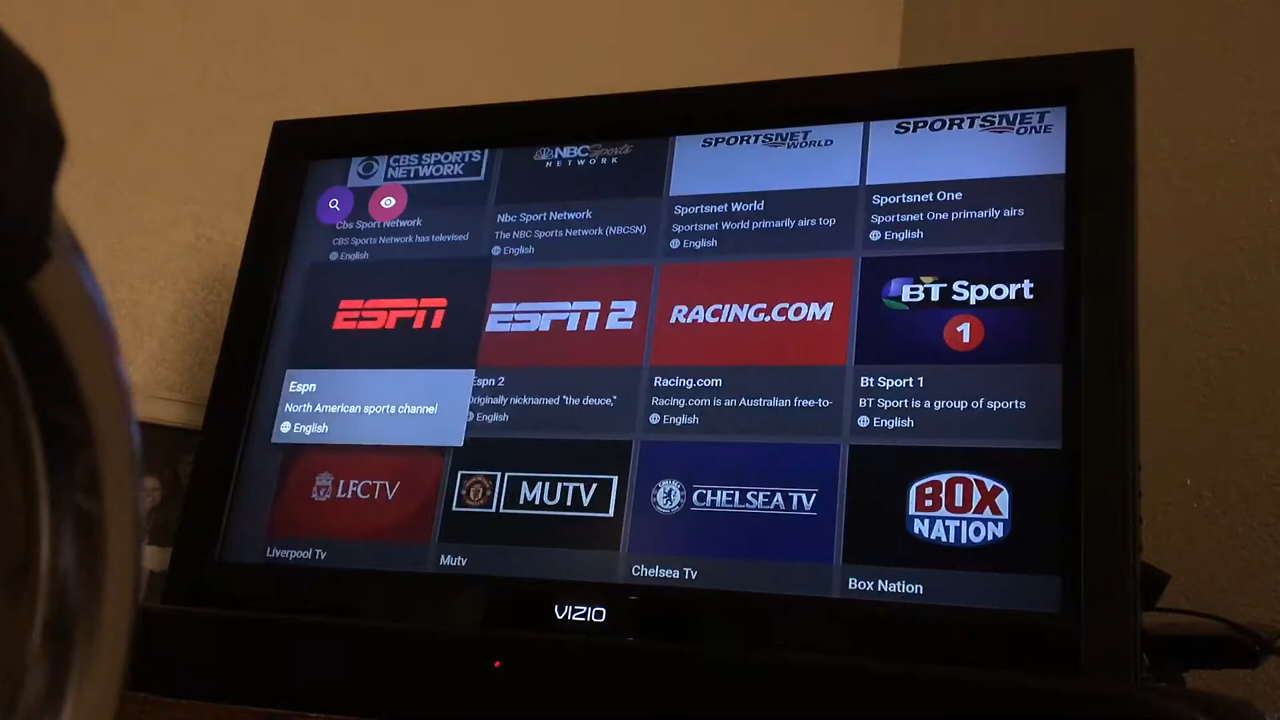 CBS SPORTS
NETWORK
NBC Sports
NETWORK
SPORTSNET
WORLD
SPORTSNET
ONE
Cbs Sport Network
CBS Sports Network has televised
English
Nbc Sport Network
The NBC Sports Network (NBCSN)
English
Sportsnet World
Sportsnet World primarily airs top
English
Sportsnet One
Sportsnet One primarily airs
English
ESPN
ESPN 2
RACING.COM
BT Sport
1
Espn
North American sports channel
English
Espn 2
Originally nicknamed "the deuce,"
English
Racing.com
Racing.com is an Australian free-to-
English
Bt Sport 1
BT Sport is a group of sports
English
LFCTV
MUTV
CHELSEA TV
BOX
NATION
Liverpool Tv
Mutv
Chelsea Tv
Box Nation
VIZIO